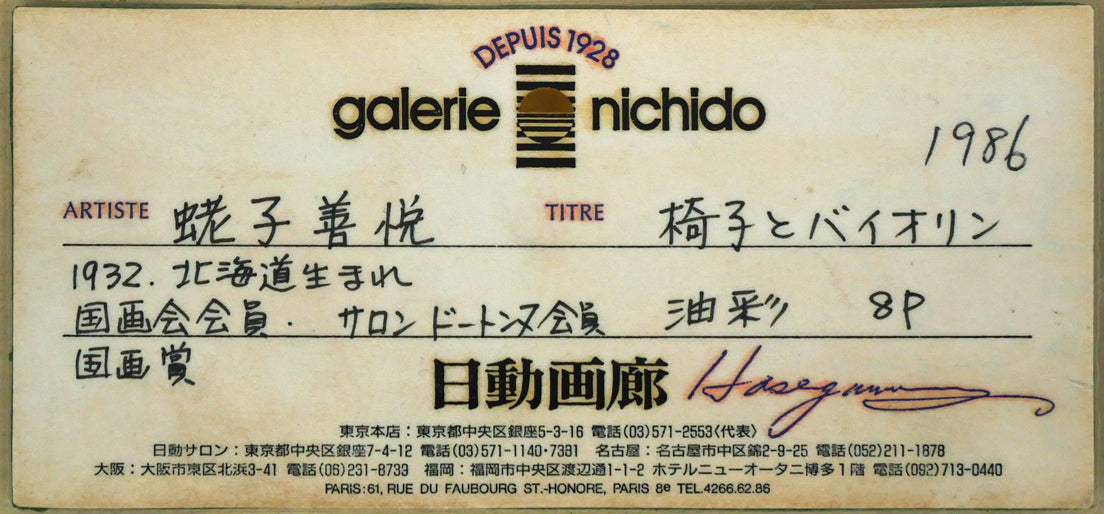 DEPUIS 1928
galerie nichido
1986
ARTISTE 蛯子善悦 TITRE 椅子とバイオリン
1932. 北海道生まれ
国画会会員. サロンドートンヌ会員 油彩 8P
国画賞
日動画廊 Hasegawa
東京本店:東京都中央区銀座5-3-16 電話(03)571-2553〈代表〉
日動サロン:東京都中央区銀座7-4-12 電話(03)571-1140・7391 名古屋:名古屋市中区錦2-9-25 電話(052)211-1878
大阪:大阪市東区北浜3-41 電話(06)231-8733 福岡:福岡市中央区渡辺通1-1-2 ホテルニューオータニ博多1階 電話(092)713-0440
PARIS:61, RUE DU FAUBOURG ST.-HONORE, PARIS 8e TEL.4266.62.86